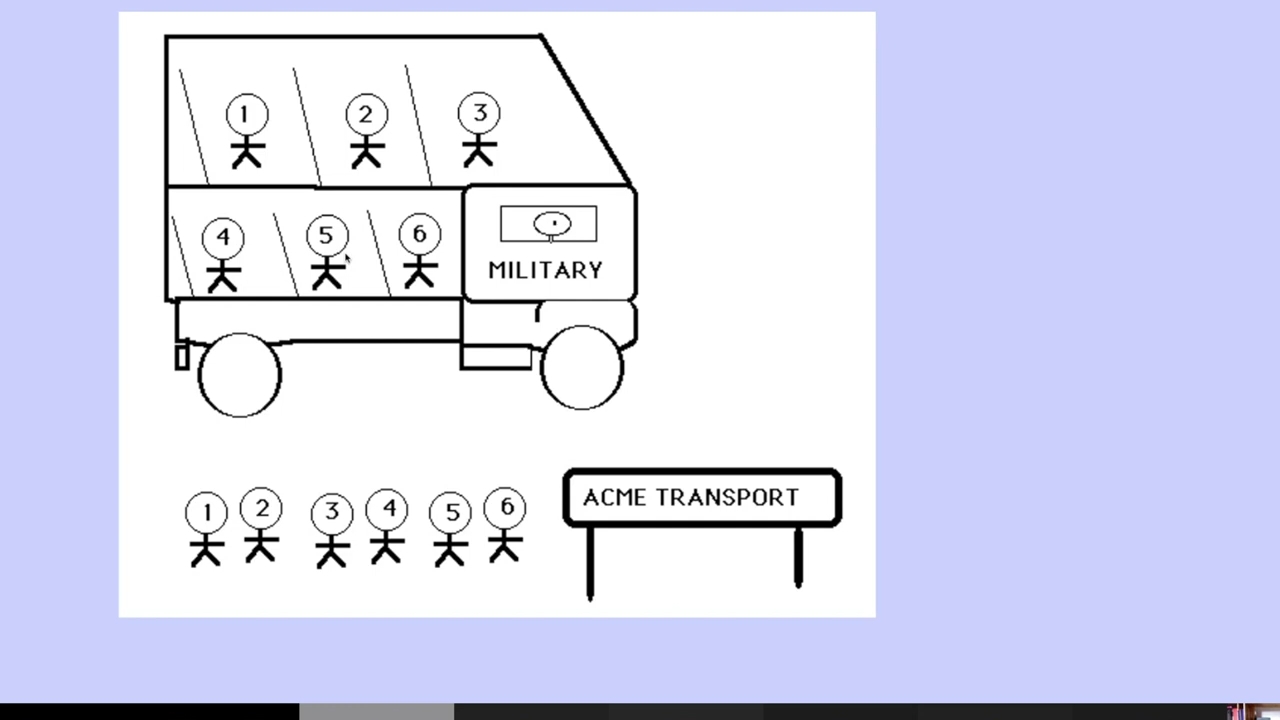 1 2 3
4 5 6
MILITARY
1 2 3 4 5 6
ACME TRANSPORT